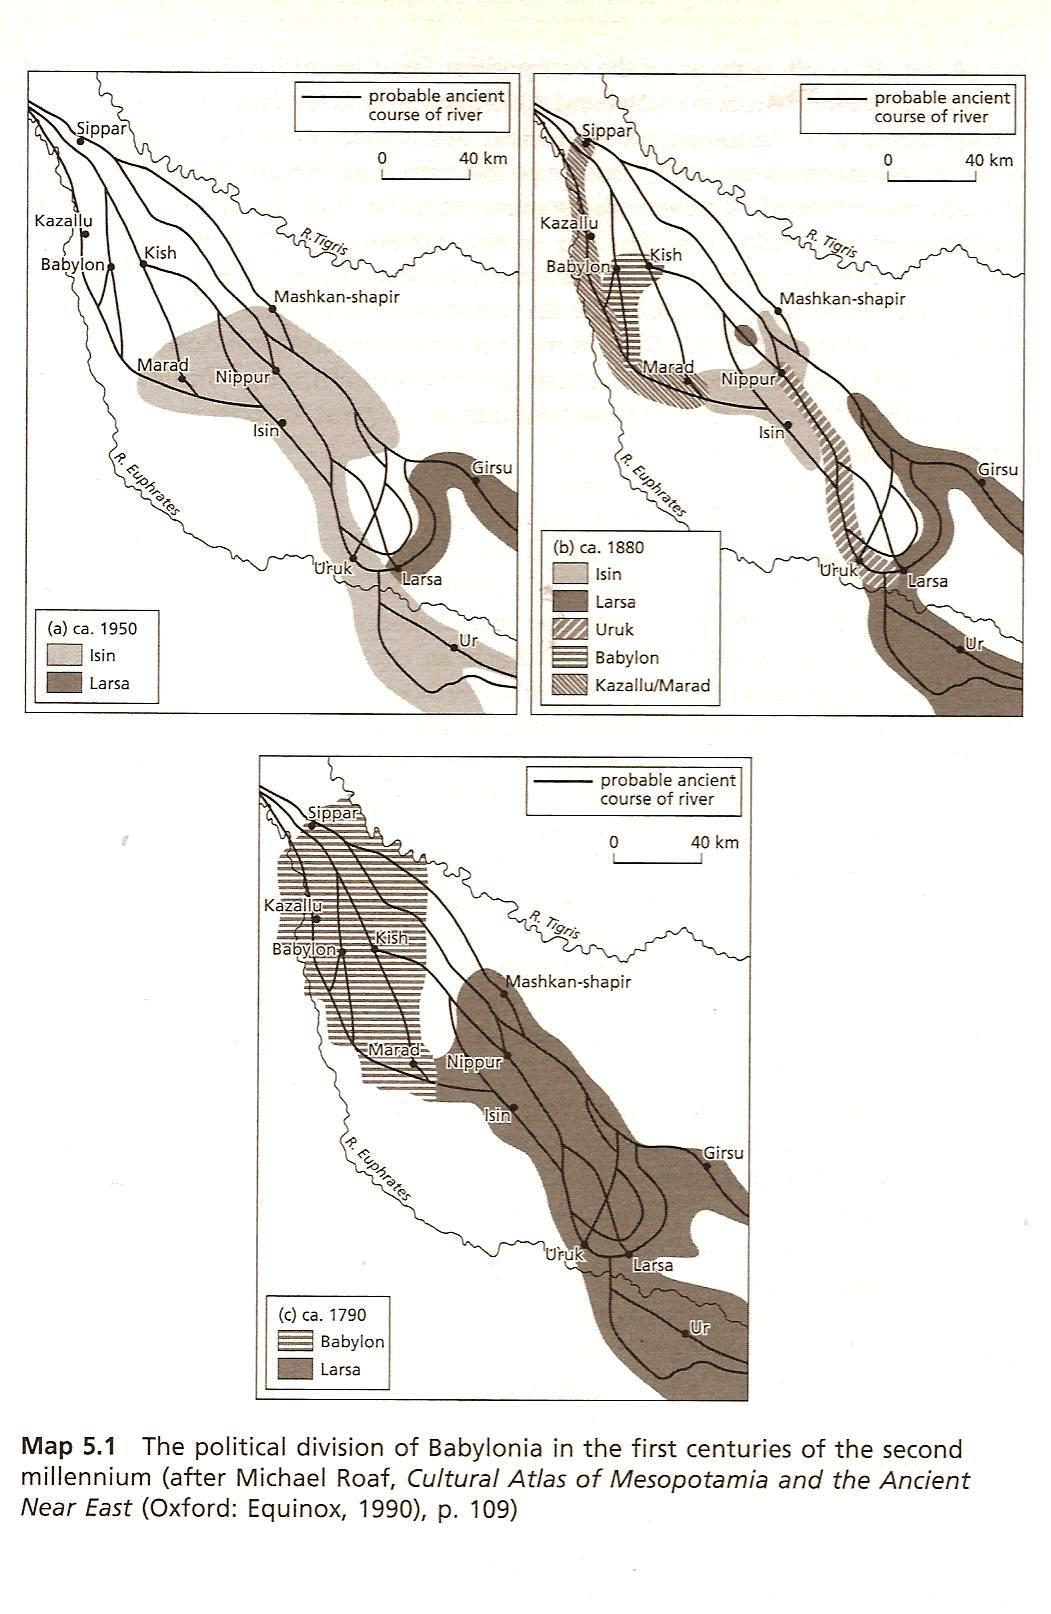 probable ancient
course of river
0 40 km
Sippar
Kazallu
Babylon
Kish
R. Tigris
Mashkan-shapir
Marad
Nippur
Isin
Girsu
R. Euphrates
Uruk
Larsa
Ur
(a) ca. 1950
Isin
Larsa
probable ancient
course of river
0 40 km
Sippar
Kazallu
Babylon
Kish
R. Tigris
Mashkan-shapir
Marad
Nippur
Isin
Girsu
R. Euphrates
Uruk
Larsa
Ur
(b) ca. 1880
Isin
Larsa
Uruk
Babylon
Kazallu/Marad
probable ancient
course of river
0 40 km
Sippar
Kazallu
Babylon
Kish
R. Tigris
Mashkan-shapir
Marad
Nippur
Isin
Girsu
R. Euphrates
Uruk
Larsa
Ur
(c) ca. 1790
Babylon
Larsa
Map 5.1 The political division of Babylonia in the first centuries of the second
millennium (after Michael Roaf, Cultural Atlas of Mesopotamia and the Ancient
Near East (Oxford: Equinox, 1990), p. 109)